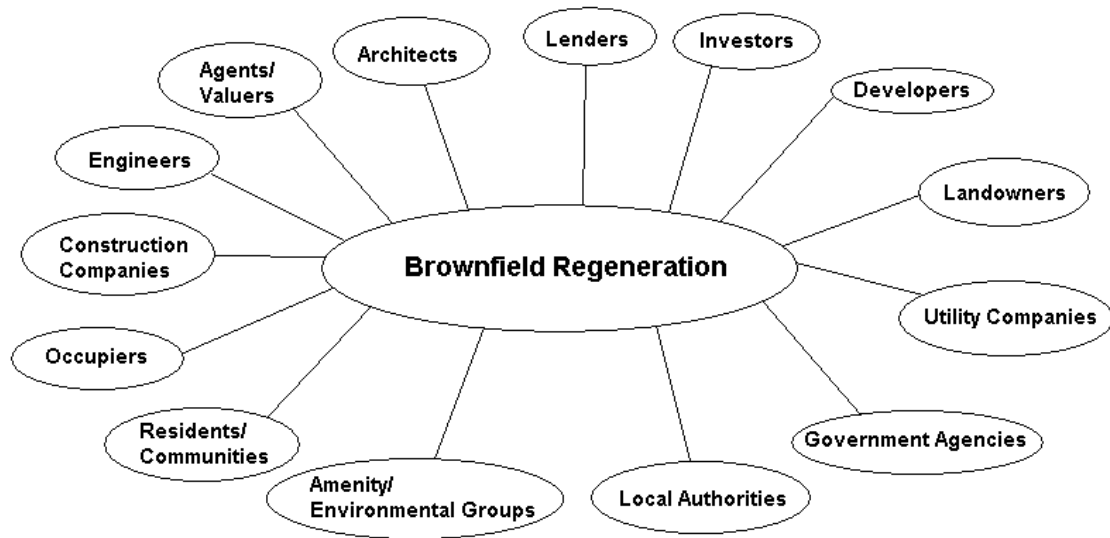 Lenders
Investors
Architects
Agents/
Valuers
Developers
Engineers
Landowners
Construction
Companies
Brownfield Regeneration
Utility Companies
Occupiers
Residents/
Communities
Government Agencies
Amenity/
Environmental Groups
Local Authorities